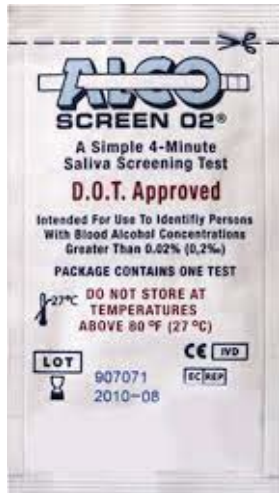 ALCO
SCREEN 02®
A Simple 4-Minute
Saliva Screening Test
D.O.T. Approved
Intended For Use To Identifiy Persons
With Blood Alcohol Concentrations
Greater Than 0.02% (0,2‰)
PACKAGE CONTAINS ONE TEST
27°C DO NOT STORE AT
TEMPERATURES
ABOVE 80 °F (27 °C)
CE IVD
LOT
EC REP
907071
2010-08